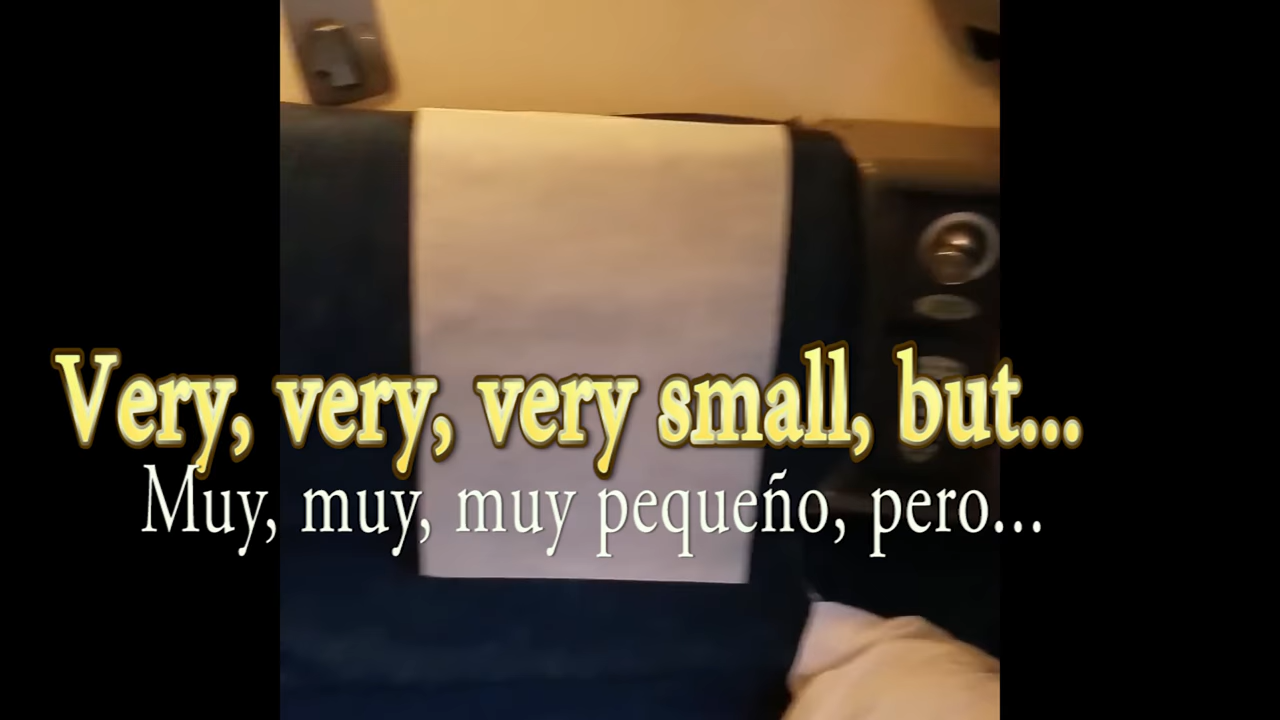 Very, very, very small, but...
Muy, muy, muy pequeño, pero...